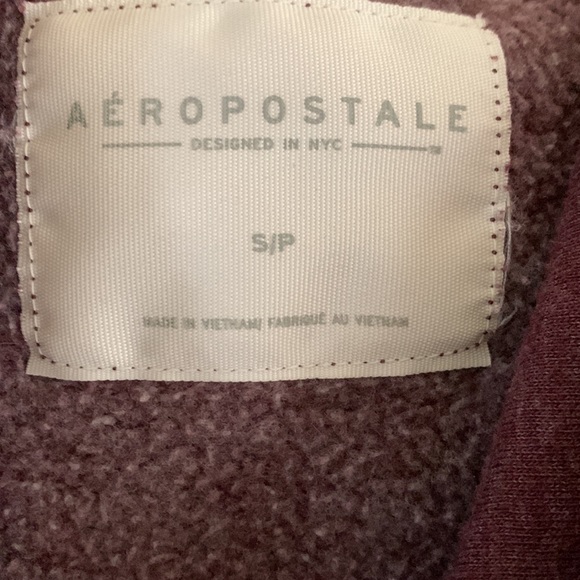 AÉROPOSTALE
DESIGNED IN NYC
S/P
MADE IN VIETNAM/ FABRIQUÉ AU VIETNAM